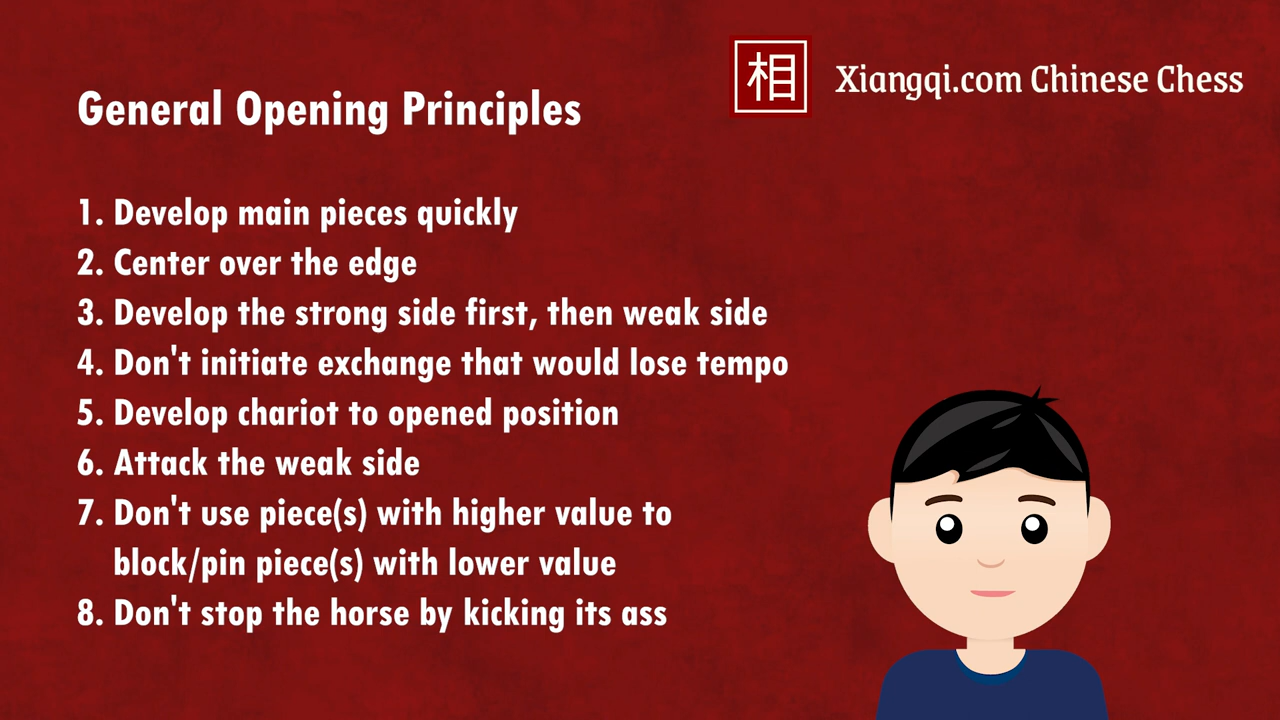 相
Xiangqi.com Chinese Chess
General Opening Principles
1. Develop main pieces quickly
2. Center over the edge
3. Develop the strong side first, then weak side
4. Don't initiate exchange that would lose tempo
5. Develop chariot to opened position
6. Attack the weak side
7. Don't use piece(s) with higher value to
block/pin piece(s) with lower value
8. Don't stop the horse by kicking its ass